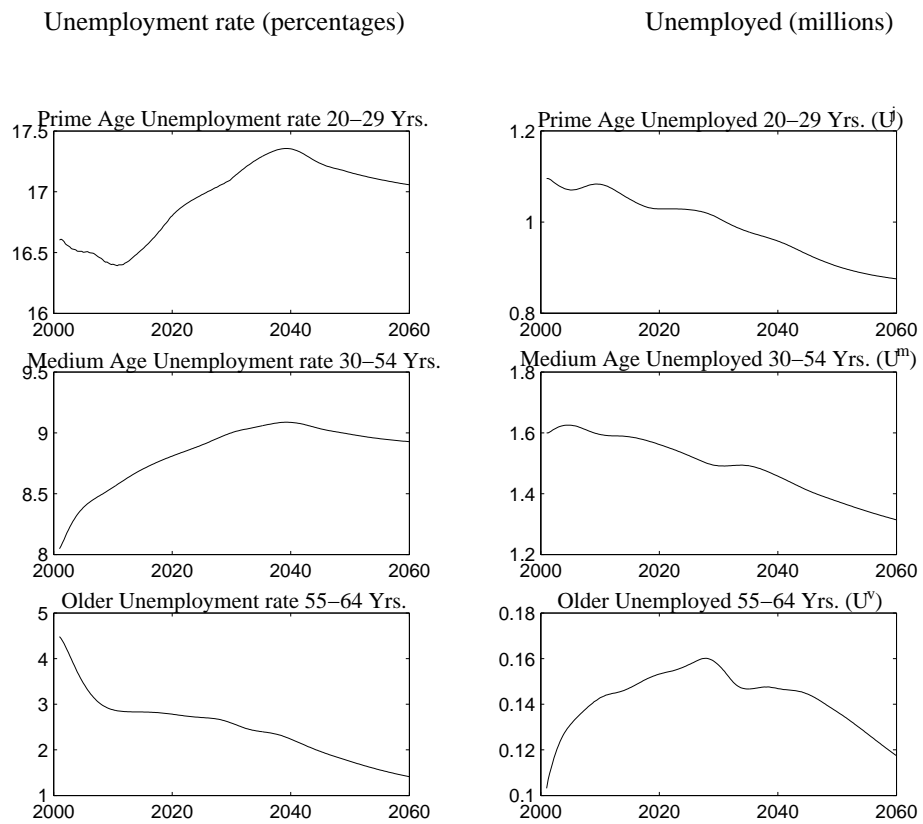 Unemployment rate (percentages)
Unemployed (millions)
Prime Age Unemployment rate 20−29 Yrs.
17.5
17
16.5
16
2000 2020 2040 2060
Prime Age Unemployed 20−29 Yrs. (U^j)
1.2
1
0.8
2000 2020 2040 2060
Medium Age Unemployment rate 30−54 Yrs.
9.5
9
8.5
8
2000 2020 2040 2060
Medium Age Unemployed 30−54 Yrs. (U^m)
1.8
1.6
1.4
1.2
2000 2020 2040 2060
Older Unemployment rate 55−64 Yrs.
5
4
3
2
1
2000 2020 2040 2060
Older Unemployed 55−64 Yrs. (U^v)
0.18
0.16
0.14
0.12
0.1
2000 2020 2040 2060